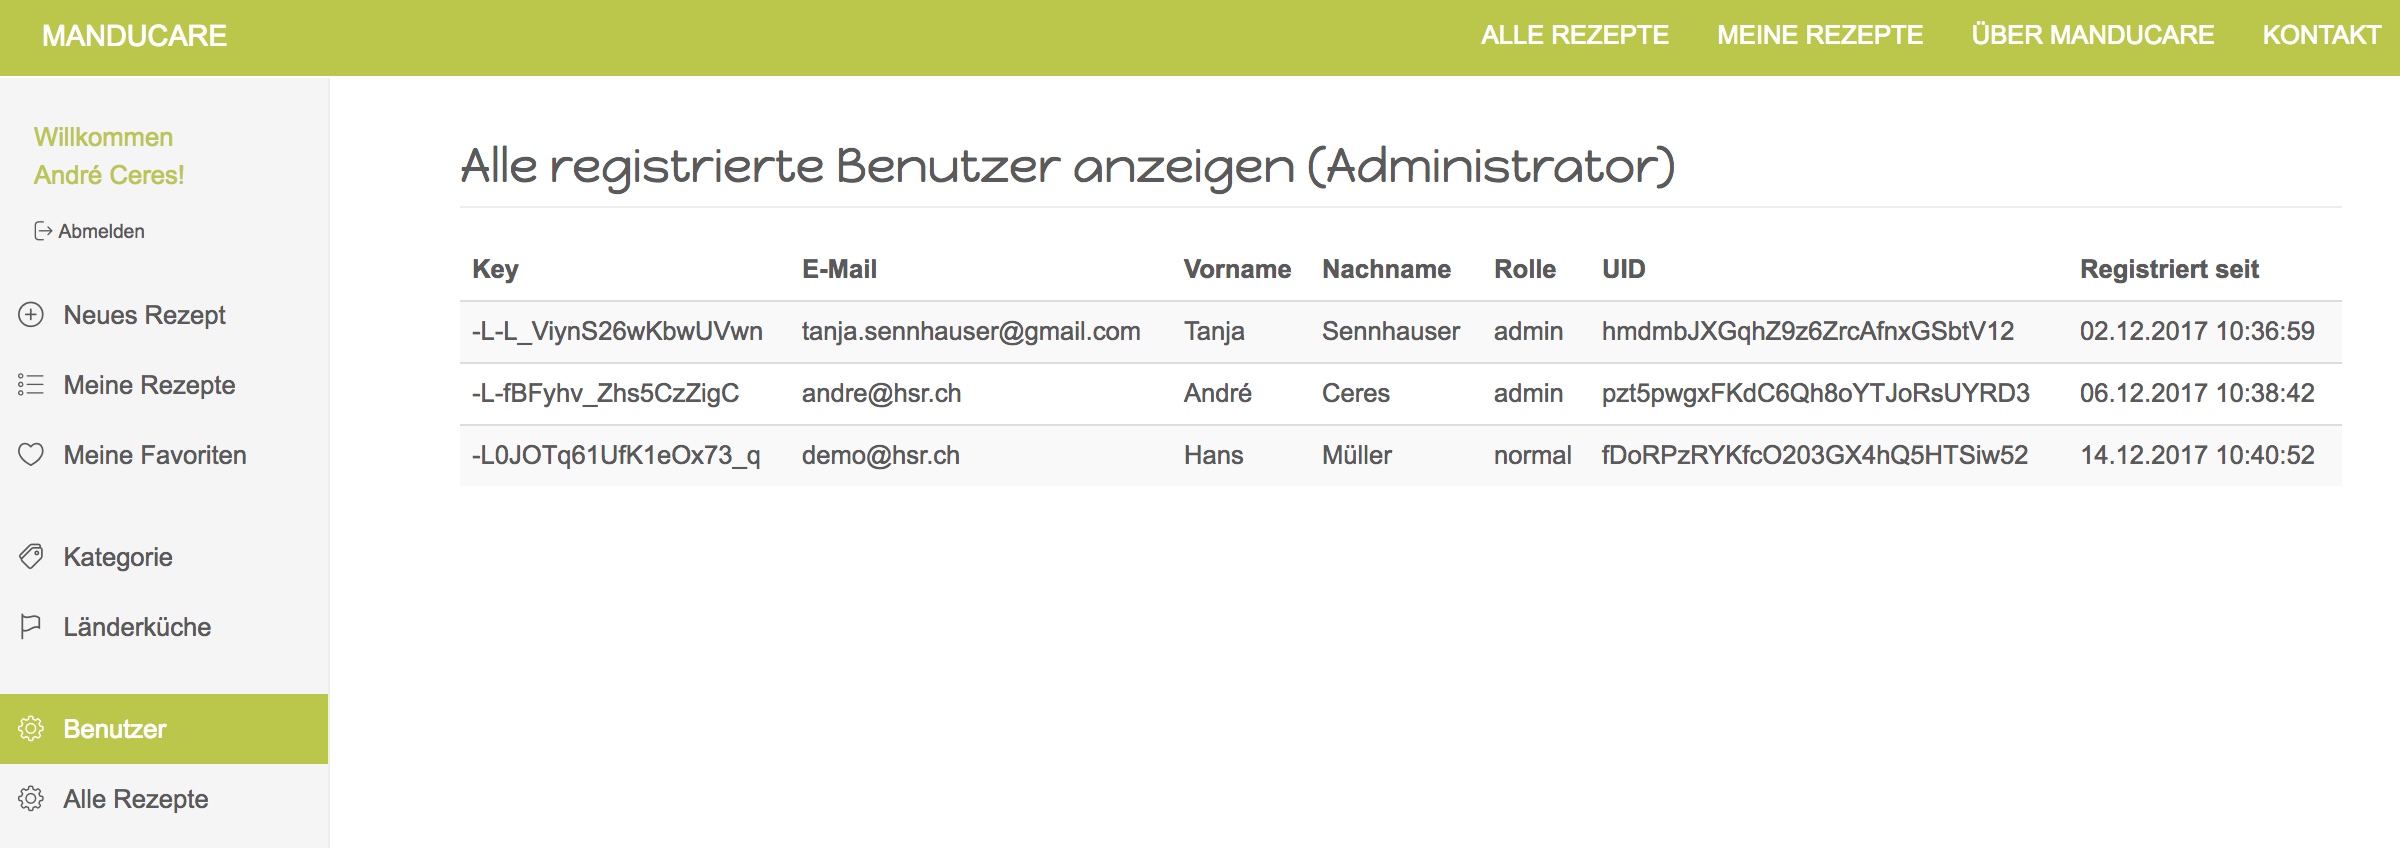 MANDUCARE
ALLE REZEPTE MEINE REZEPTE ÜBER MANDUCARE KONTAKT
Willkommen
André Ceres!
Abmelden
Neues Rezept
Meine Rezepte
Meine Favoriten
Kategorie
Länderküche
Benutzer
Alle Rezepte
Alle registrierte Benutzer anzeigen (Administrator)
Key E-Mail Vorname Nachname Rolle UID Registriert seit
-L-L_ViynS26wKbwUVwn tanja.sennhauser@gmail.com Tanja Sennhauser admin hmdmbJXGqhZ9z6ZrcAfnxGSbtV12 02.12.2017 10:36:59
-L-fBFyhv_Zhs5CzZigC andre@hsr.ch André Ceres admin pzt5pwgxFKdC6Qh8oYTJoRsUYRD3 06.12.2017 10:38:42
-L0JOTq61UfK1eOx73_q demo@hsr.ch Hans Müller normal fDoRPzRYKfcO203GX4hQ5HTSiw52 14.12.2017 10:40:52